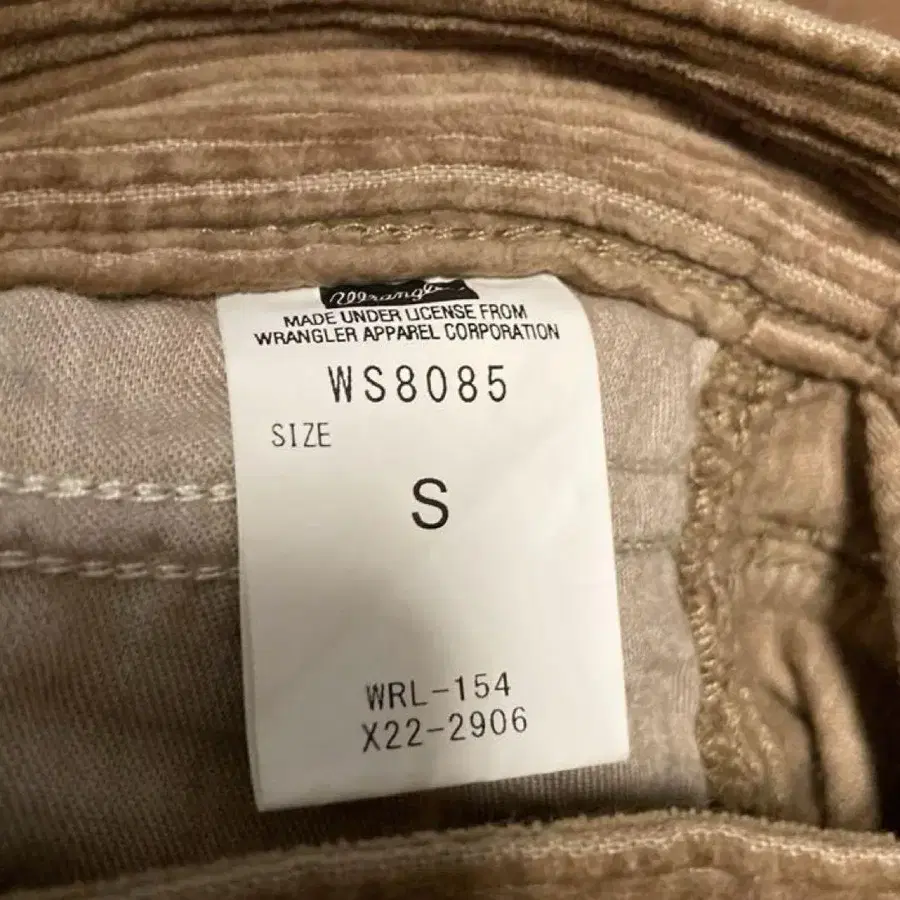 Wrangler
MADE UNDER LICENSE FROM
WRANGLER APPAREL CORPORATION
WS8085
SIZE
S
WRL-154
X22-2906